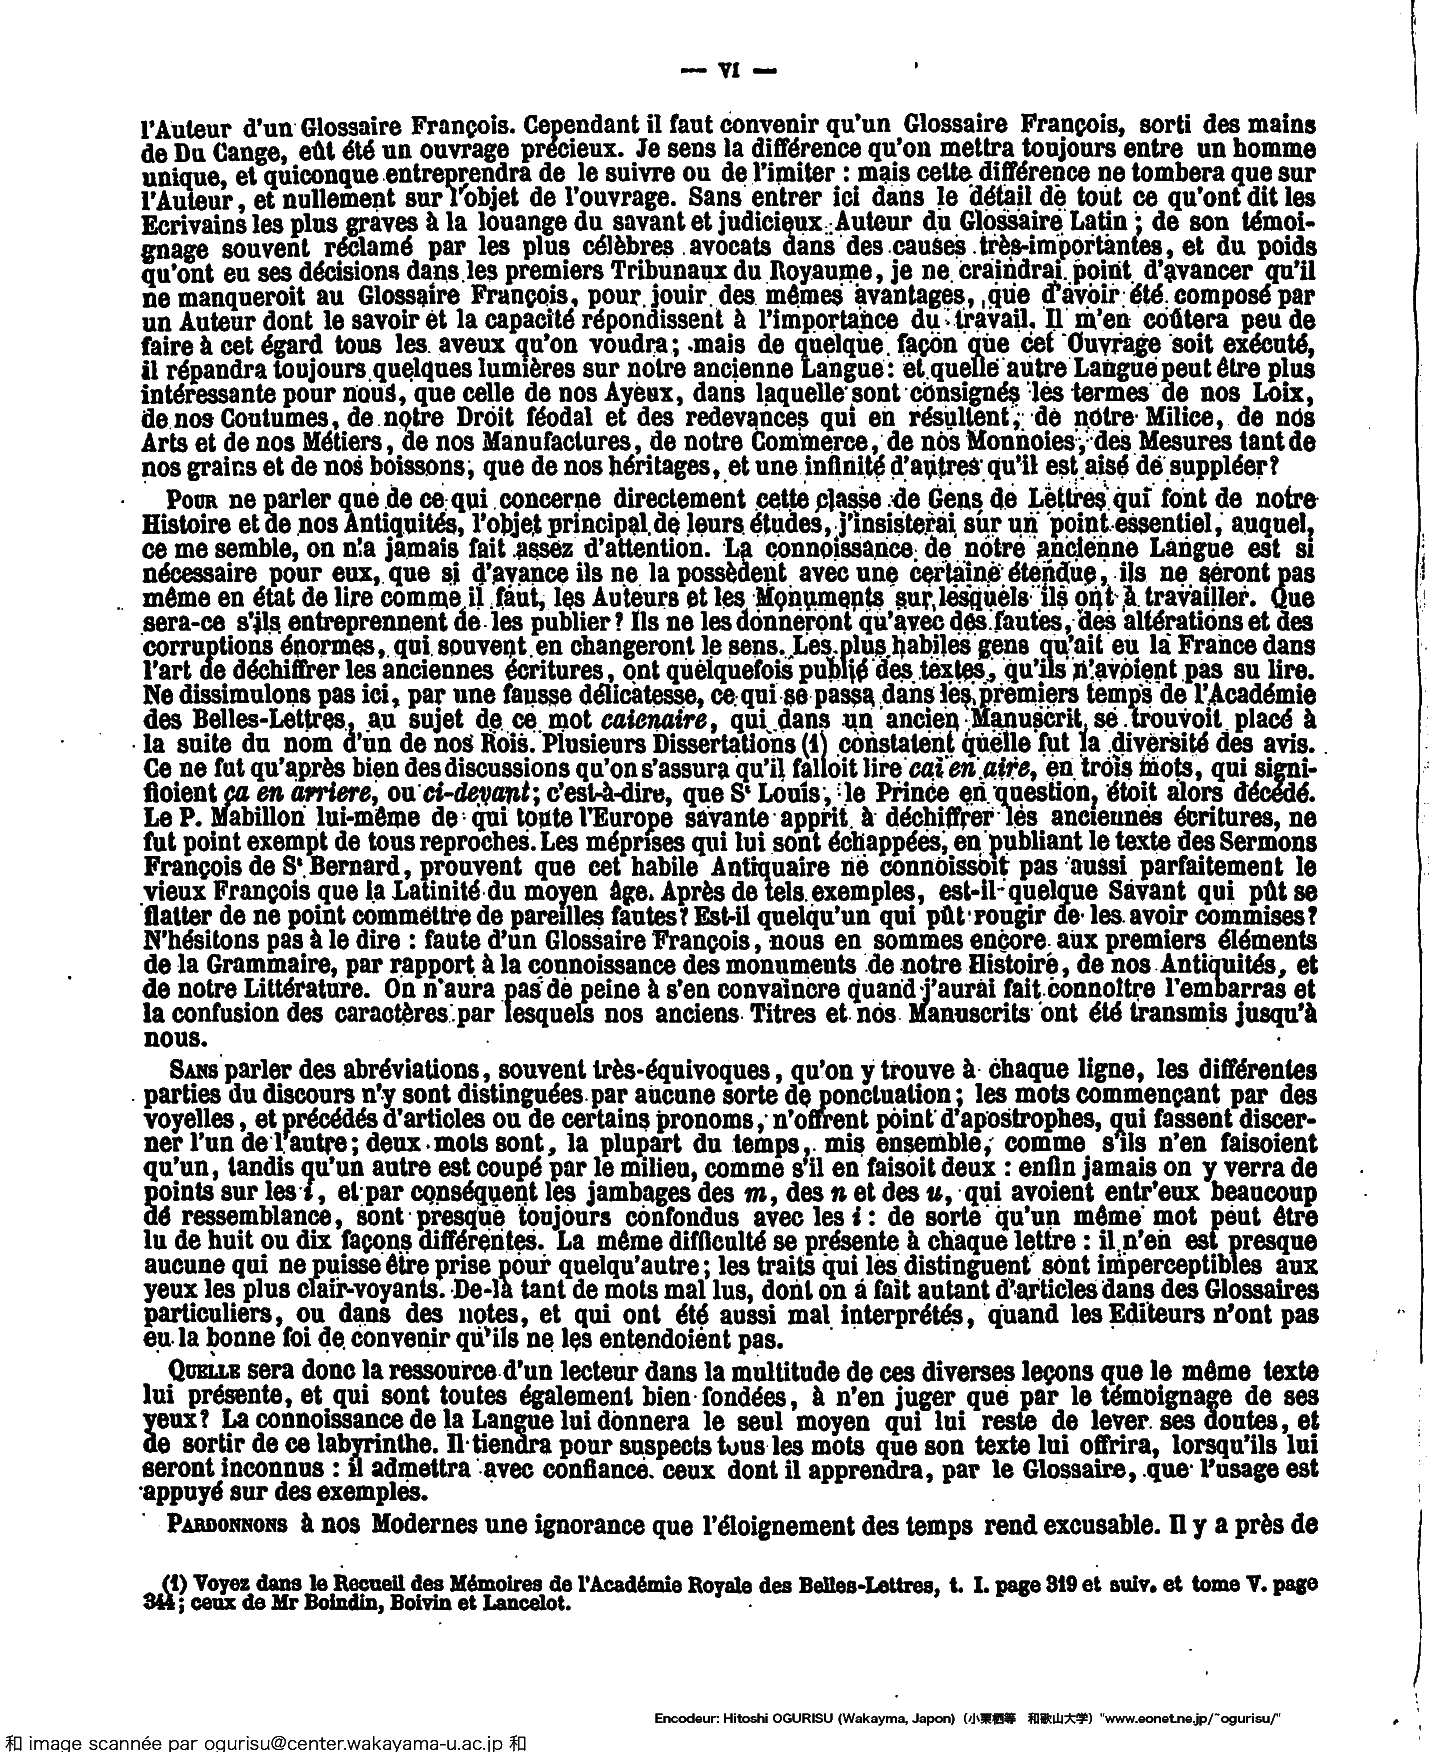 — VI —
l'Auteur d'un Glossaire François. Cependant il faut convenir qu'un Glossaire François, sorti des mains
de Du Cange, eût été un ouvrage précieux. Je sens la différence qu'on mettra toujours entre un homme
unique, et quiconque entreprendra de le suivre ou de l'imiter : mais cette différence ne tombera que sur
l'Auteur, et nullement sur l'objet de l'ouvrage. Sans entrer ici dans le détail de tout ce qu'ont dit les
Ecrivains les plus graves à la louange du savant et judicieux Auteur du Glossaire Latin ; de son témoi-
gnage souvent réclamé par les plus célèbres avocats dans des causes très-importantes, et du poids
qu'ont eu ses décisions dans les premiers Tribunaux du Royaume, je ne craindrai point d'avancer qu'il
ne manqueroit au Glossaire François, pour jouir des mêmes avantages, que d'avoir été composé par
un Auteur dont le savoir et la capacité répondissent à l'importance du travail. Il m'en coûtera peu de
faire à cet égard tous les aveux qu'on voudra ; mais de quelque façon que cet Ouvrage soit exécuté,
il répandra toujours quelques lumières sur notre ancienne Langue : et quelle autre Langue peut être plus
intéressante pour nous, que celle de nos Ayeux, dans laquelle sont consignés les termes de nos Loix,
de nos Coutumes, de notre Droit féodal et des redevances qui en résultent, de notre Milice, de nos
Arts et de nos Métiers, de nos Manufactures, de notre Commerce, de nos Monnoies, des Mesures tant de
nos grains et de nos boissons, que de nos héritages, et une infinité d'autres qu'il est aisé de suppléer ?
POUR ne parler que de ce qui concerne directement cette classe de Gens de Lettres qui font de notre
Histoire et de nos Antiquités, l'objet principal de leurs études, j'insisterai sur un point essentiel, auquel,
ce me semble, on n'a jamais fait assez d'attention. La connoissance de notre ancienne Langue est si
nécessaire pour eux, que si d'avance ils ne la possèdent avec une certaine étendue, ils ne seront pas
même en état de lire comme il faut, les Auteurs et les Monuments sur lesquels ils ont à travailler. Que
sera-ce s'ils entreprennent de les publier ? Ils ne les donneront qu'avec des fautes, des altérations et des
corruptions énormes, qui souvent en changeront le sens. Les plus habiles gens qu'ait eu la France dans
l'art de déchiffrer les anciennes écritures, ont quelquefois publié des textes, qu'ils n'avoient pas su lire.
Ne dissimulons pas ici, par une fausse délicatesse, ce qui se passa dans les premiers temps de l'Académie
des Belles-Lettres, au sujet de ce mot caienaire, qui dans un ancien Manuscrit se trouvoit placé à
la suite du nom d'un de nos Rois. Plusieurs Dissertations (1) constatent quelle fut la diversité des avis.
Ce ne fut qu'après bien des discussions qu'on s'assura qu'il falloit lire cai en aire, en trois mots, qui signi-
fioient ça en arriere, ou ci-devant ; c'est-à-dire, que St Louis, le Prince en question, étoit alors décédé.
Le P. Mabillon lui-même de qui toute l'Europe savante apprit à déchiffrer les anciennes écritures, ne
fut point exempt de tous reproches. Les méprises qui lui sont échappées, en publiant le texte des Sermons
François de St Bernard, prouvent que cet habile Antiquaire ne connoissoit pas aussi parfaitement le
vieux François que la Latinité du moyen âge. Après de tels exemples, est-il quelque Savant qui pût se
flatter de ne point commettre de pareilles fautes ? Est-il quelqu'un qui pût rougir de les avoir commises ?
N'hésitons pas à le dire : faute d'un Glossaire François, nous en sommes encore aux premiers éléments
de la Grammaire, par rapport à la connoissance des monuments de notre Histoire, de nos Antiquités, et
de notre Littérature. On n'aura pas de peine à s'en convaincre quand j'aurai fait connoître l'embarras et
la confusion des caractères par lesquels nos anciens Titres et nos Manuscrits ont été transmis jusqu'à
nous.
SANS parler des abréviations, souvent très-équivoques, qu'on y trouve à chaque ligne, les différentes
parties du discours n'y sont distinguées par aucune sorte de ponctuation ; les mots commençant par des
voyelles, et précédés d'articles ou de certains pronoms, n'offrent point d'apostrophes, qui fassent discer-
ner l'un de l'autre ; deux mots sont, la plupart du temps, mis ensemble, comme s'ils n'en faisoient
qu'un, tandis qu'un autre est coupé par le milieu, comme s'il en faisoit deux : enfin jamais on y verra de
points sur les i, et par conséquent les jambages des m, des n et des u, qui avoient entr'eux beaucoup
de ressemblance, sont presque toujours confondus avec les i : de sorte qu'un même mot peut être
lu de huit ou dix façons différentes. La même difficulté se présente à chaque lettre : il n'en est presque
aucune qui ne puisse être prise pour quelqu'autre ; les traits qui les distinguent sont imperceptibles aux
yeux les plus clair-voyants. De-là tant de mots mal lus, dont on a fait autant d'articles dans des Glossaires
particuliers, ou dans des notes, et qui ont été aussi mal interprétés, quand les Editeurs n'ont pas
eu la bonne foi de convenir qu'ils ne les entendoient pas.
QUELLE sera donc la ressource d'un lecteur dans la multitude de ces diverses leçons que le même texte
lui présente, et qui sont toutes également bien fondées, à n'en juger que par le témoignage de ses
yeux ? La connoissance de la Langue lui donnera le seul moyen qui lui reste de lever ses doutes, et
de sortir de ce labyrinthe. Il tiendra pour suspects tous les mots que son texte lui offrira, lorsqu'ils lui
seront inconnus : il admettra avec confiance ceux dont il apprendra, par le Glossaire, que l'usage est
appuyé sur des exemples.
PARDONNONS à nos Modernes une ignorance que l'éloignement des temps rend excusable. Il y a près de
(1) Voyez dans le Recueil des Mémoires de l'Académie Royale des Belles-Lettres, t. I. page 319 et suiv. et tome V. page
344 ; ceux de Mr Boindin, Boivin et Lancelot.
Encodeur: Hitoshi OGURISU (Wakayma, Japon) (小栗栖等 和歌山大学) "www.eonet.ne.jp/~ogurisu/"
和 image scannée par ogurisu@center.wakayama-u.ac.jp 和